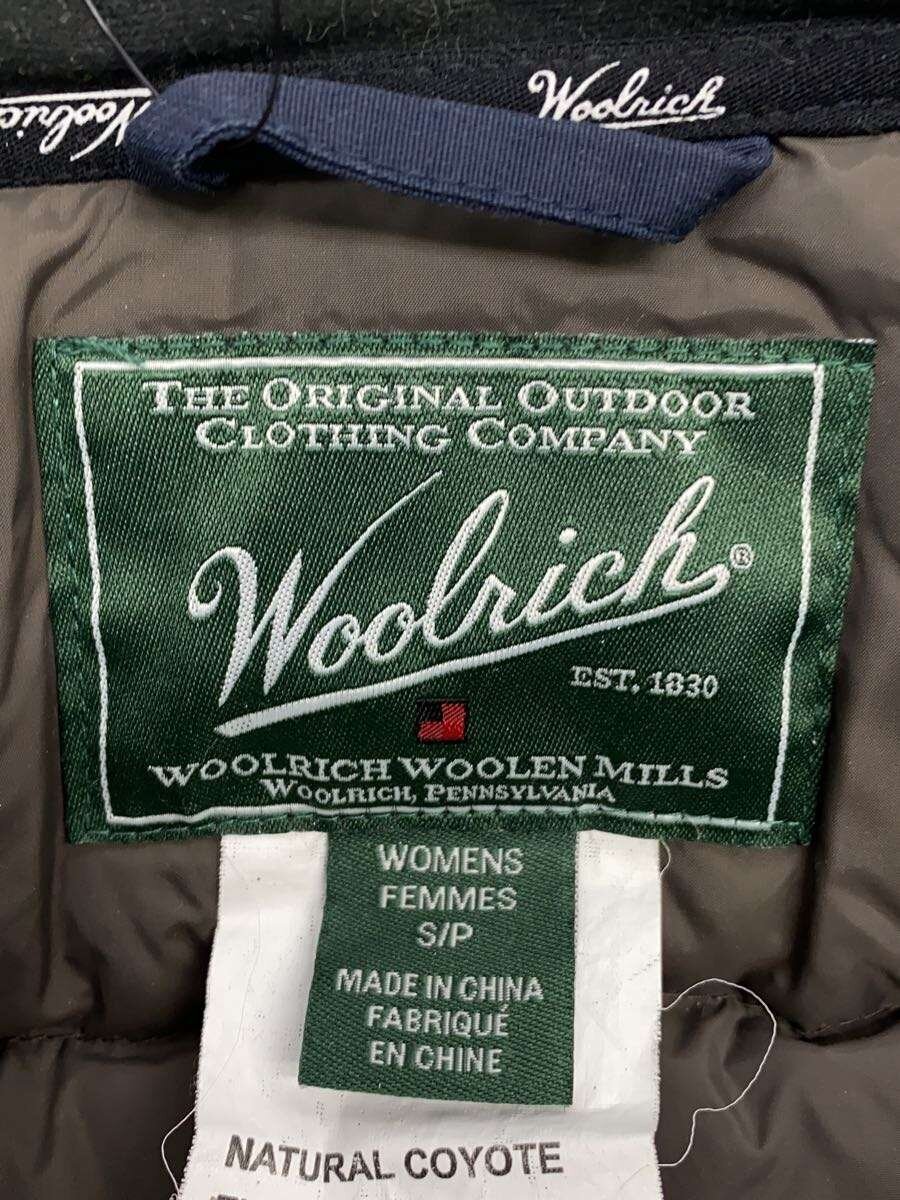 Woolrich
Woolrich
THE ORIGINAL OUTDOOR
CLOTHING COMPANY
Woolrich®
EST. 1830
WOOLRICH WOOLEN MILLS
WOOLRICH, PENNSYLVANIA
WOMENS
FEMMES
S/P
MADE IN CHINA
FABRIQUÉ
EN CHINE
NATURAL COYOTE